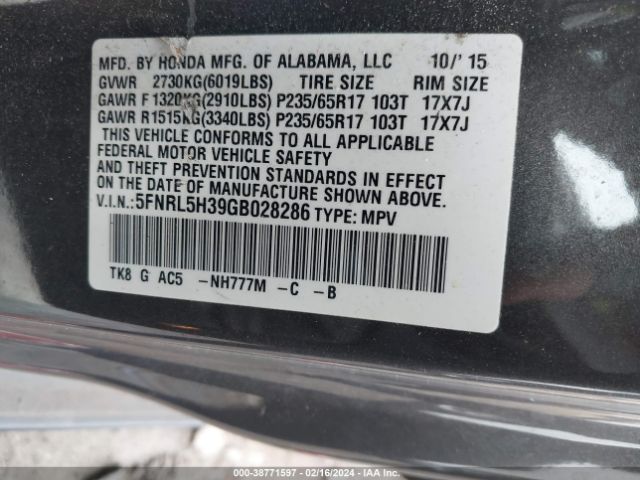 MFD. BY HONDA MFG. OF ALABAMA, LLC 10/'15
GVWR 2730KG(6019LBS) TIRE SIZE RIM SIZE
GAWR F1320KG(2910LBS) P235/65R17 103T 17X7J
GAWR R1515KG(3340LBS) P235/65R17 103T 17X7J
THIS VEHICLE CONFORMS TO ALL APPLICABLE
FEDERAL MOTOR VEHICLE SAFETY
AND THEFT PREVENTION STANDARDS IN EFFECT
ON THE DATE OF MANUFACTURE SHOWN ABOVE.
V.I.N.:5FNRL5H39GB028286 TYPE: MPV
TK8 G AC5 -NH777M -C -B
000-38771597 - 02/16/2024 - IAA Inc.